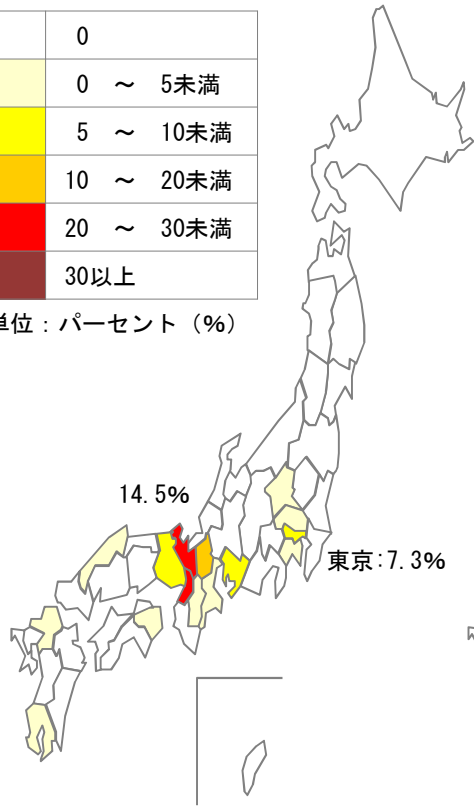 0
0 ～ 5未満
5 ～ 10未満
10 ～ 20未満
20 ～ 30未満
30以上
単位：パーセント（%）
14.5%
東京:7.3%